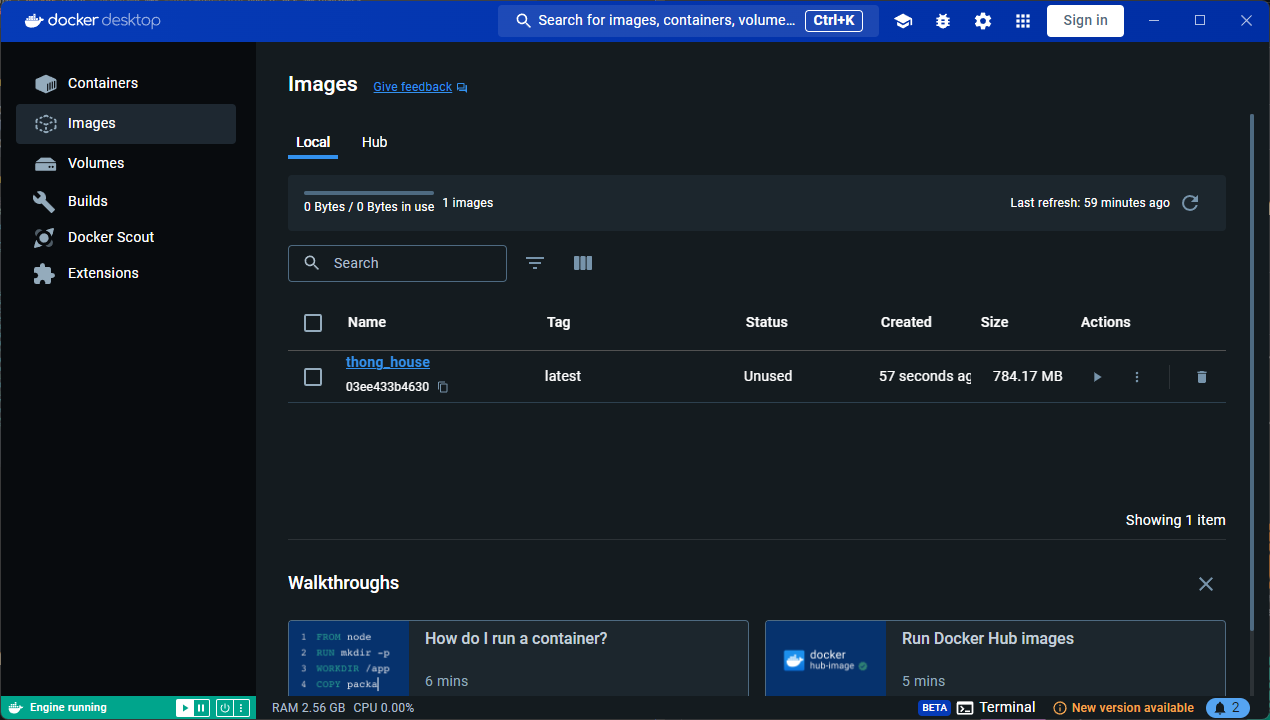 docker desktop
Search for images, containers, volume... Ctrl+K
Sign in
Containers
Images
Volumes
Builds
Docker Scout
Extensions
Images Give feedback
Local Hub
0 Bytes / 0 Bytes in use 1 images
Last refresh: 59 minutes ago
Search
Name Tag Status Created Size Actions
thong_house
03ee433b4630
latest Unused 57 seconds ag 784.17 MB
Showing 1 item
Walkthroughs
1 FROM node
2 RUN mkdir -p
3 WORKDIR /app
4 COPY packa
How do I run a container?
6 mins
docker
hub-image
Run Docker Hub images
5 mins
Engine running
RAM 2.56 GB CPU 0.00%
BETA Terminal New version available 2